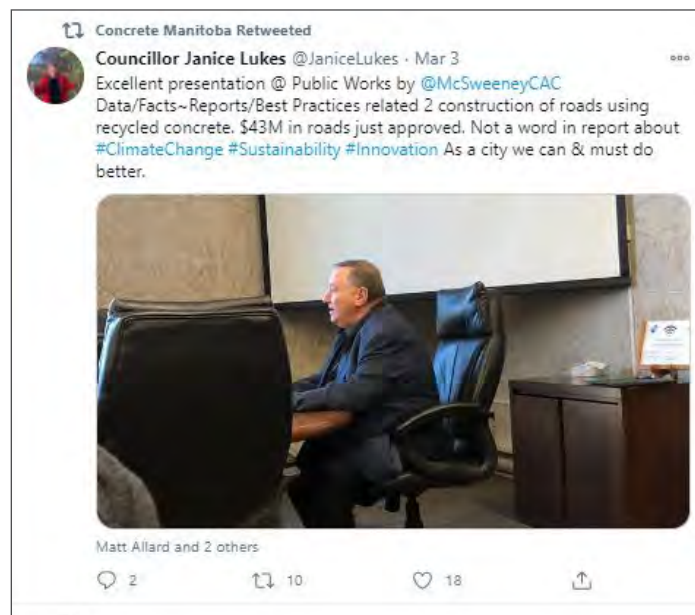 Concrete Manitoba Retweeted
Councillor Janice Lukes @JaniceLukes · Mar 3
Excellent presentation @ Public Works by @McSweeneyCAC
Data/Facts~Reports/Best Practices related 2 construction of roads using
recycled concrete. $43M in roads just approved. Not a word in report about
#ClimateChange #Sustainability #Innovation As a city we can & must do
better.
Matt Allard and 2 others
2 10 18